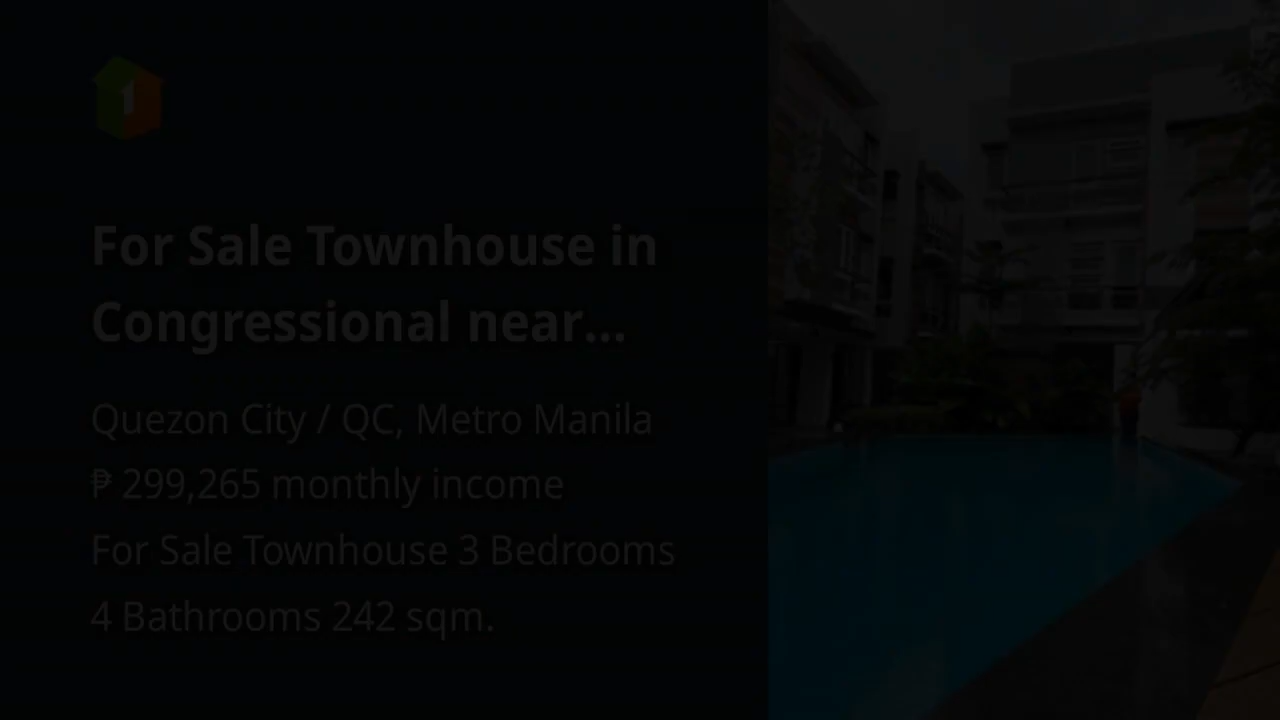 For Sale Townhouse in
Congressional near...
Quezon City / QC, Metro Manila
₱ 299,265 monthly income
For Sale Townhouse 3 Bedrooms
4 Bathrooms 242 sqm.